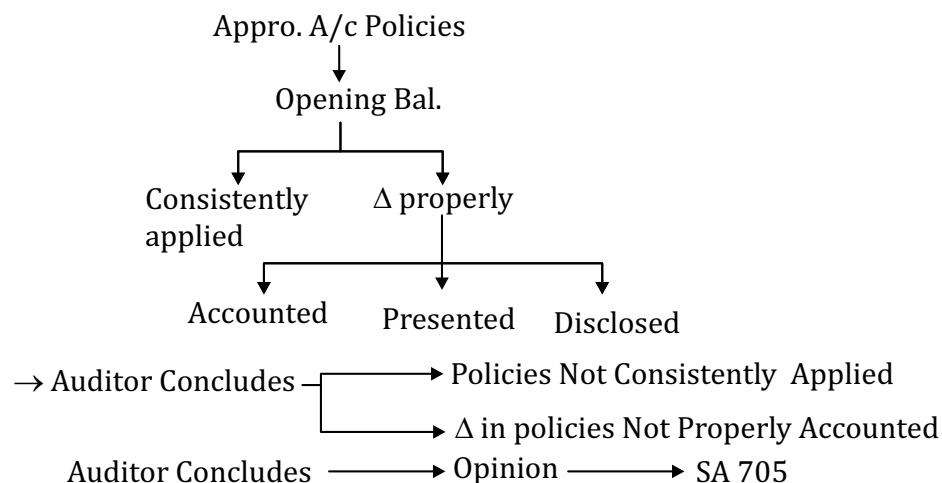 Appro. A/c Policies
Opening Bal.
Consistently applied
Δ properly
Accounted Presented Disclosed
→ Auditor Concludes
Policies Not Consistently Applied
Δ in policies Not Properly Accounted
Auditor Concludes Opinion SA 705